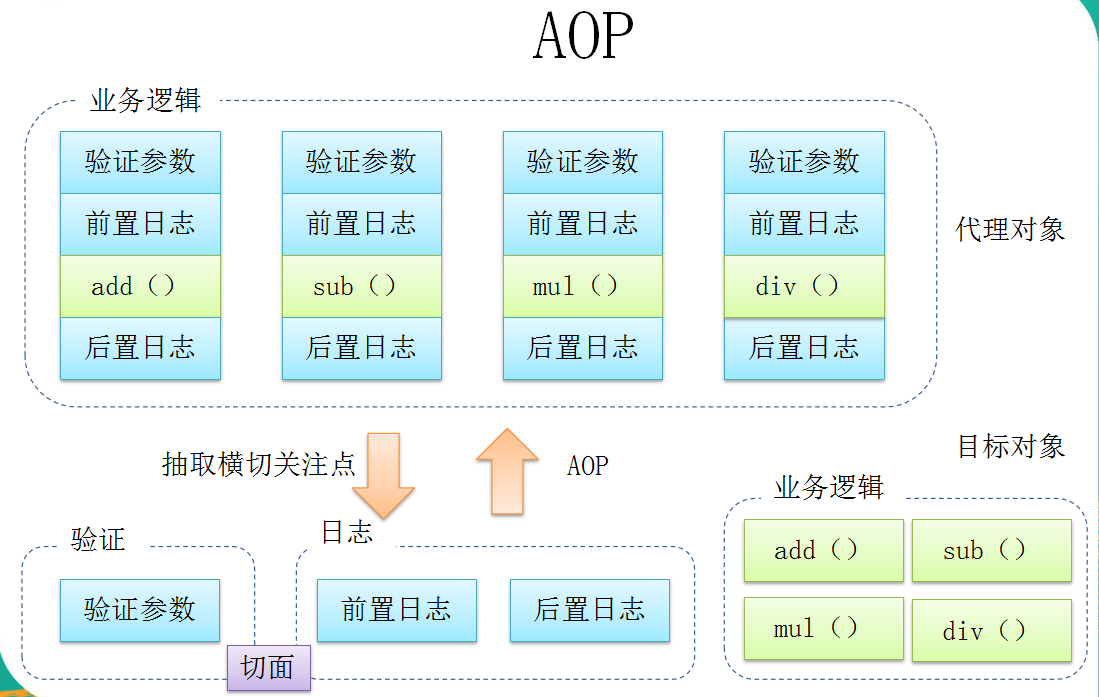 AOP
业务逻辑
验证参数 验证参数 验证参数 验证参数
前置日志 前置日志 前置日志 前置日志
代理对象
add（） sub（） mul（） div（）
后置日志 后置日志 后置日志 后置日志
抽取横切关注点
AOP
目标对象
业务逻辑
验证
日志
add（） sub（）
验证参数
前置日志 后置日志
mul（） div（）
切面